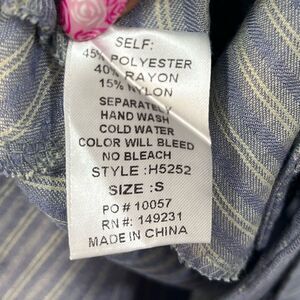 SELF:
45% POLYESTER
40% RAYON
15% NYLON
SEPARATELY
HAND WASH
COLD WATER
COLOR WILL BLEED
NO BLEACH
STYLE :H5252
SIZE :S
PO # 10057
RN #: 149231
MADE IN CHINA